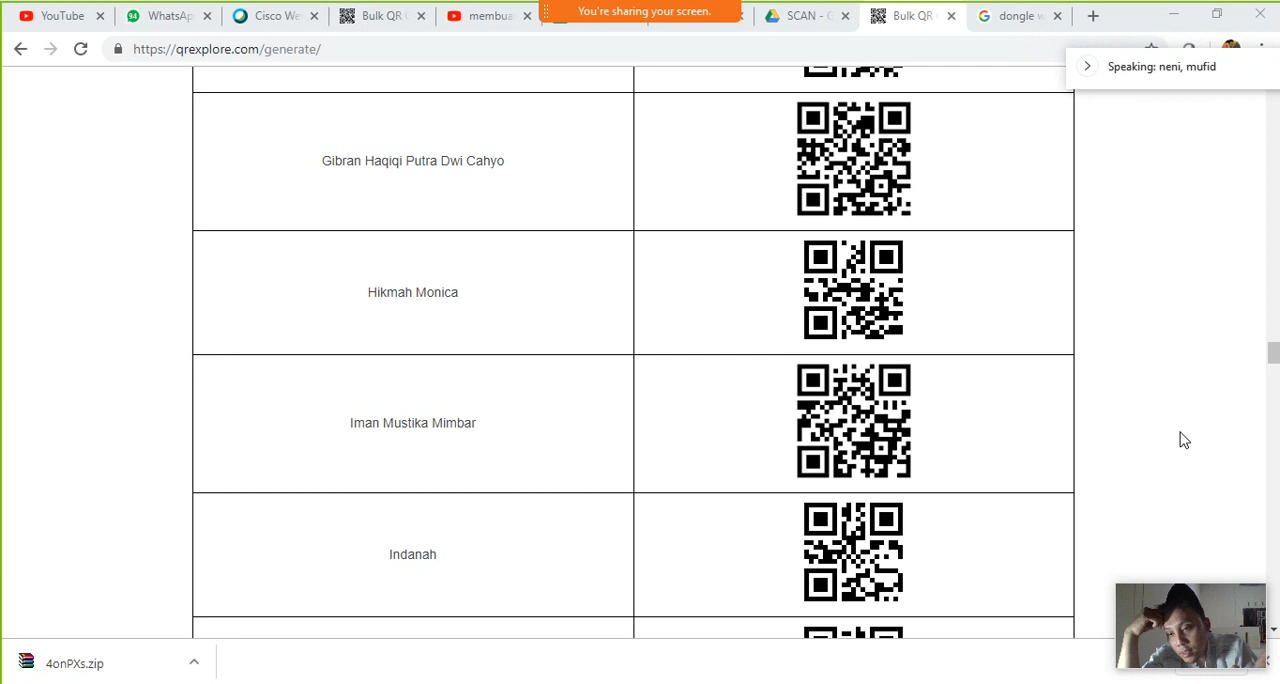 YouTube
WhatsAp
Cisco We
Bulk QR
membua
You're sharing your screen.
SCAN - G
Bulk QR
dongle w
https://qrexplore.com/generate/
Speaking: neni, mufid
Gibran Haqiqi Putra Dwi Cahyo
Hikmah Monica
Iman Mustika Mimbar
Indanah
4onPXs.zip